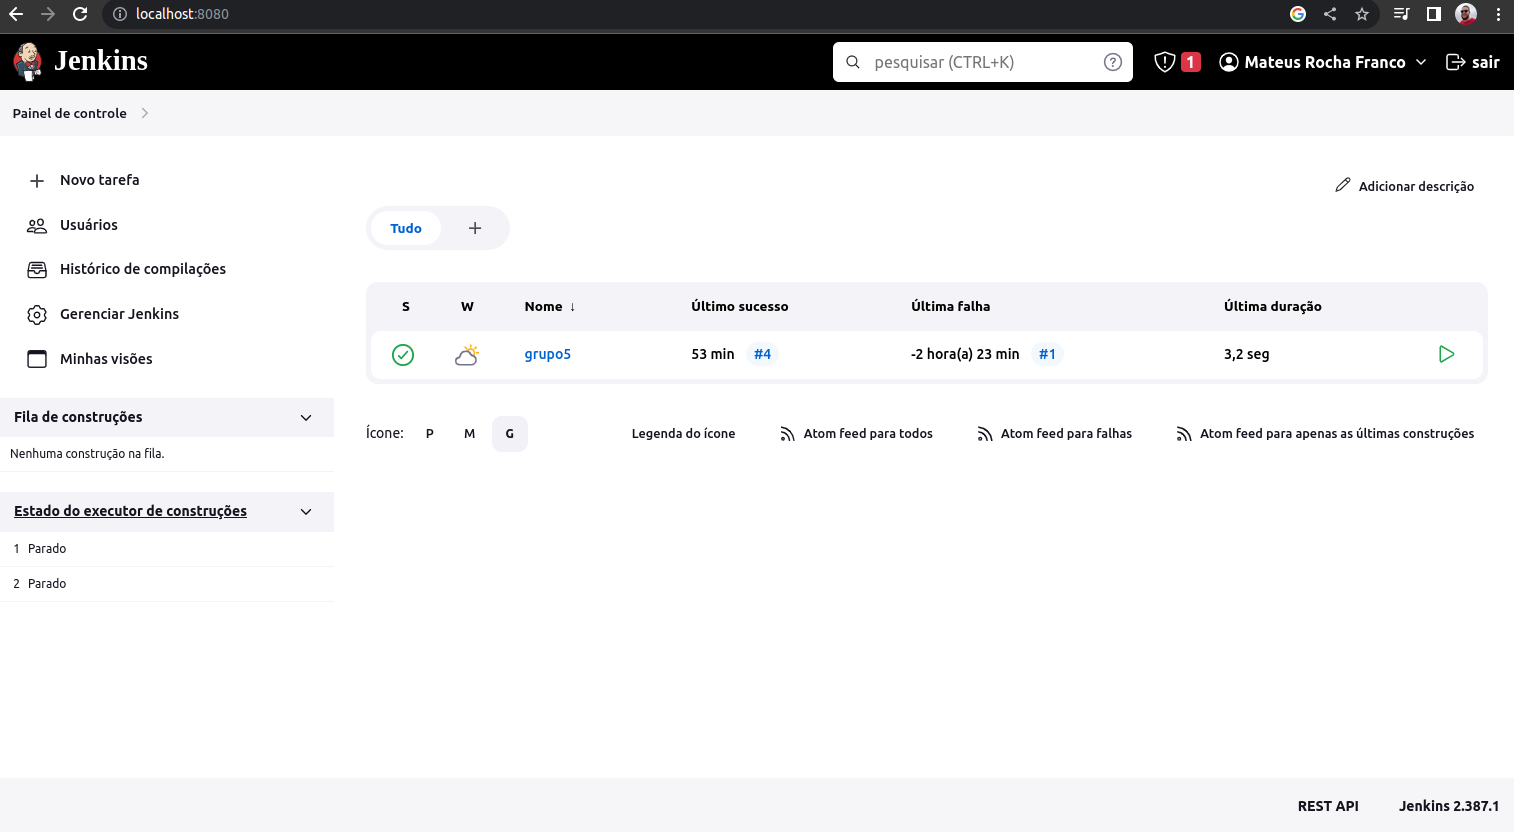 localhost:8080
Jenkins
pesquisar (CTRL+K)
1
Mateus Rocha Franco
sair
Painel de controle
Novo tarefa
Usuários
Histórico de compilações
Gerenciar Jenkins
Minhas visões
Fila de construções
Nenhuma construção na fila.
Estado do executor de construções
1 Parado
2 Parado
Adicionar descrição
Tudo +
S W Nome ↓ Último sucesso Última falha Última duração
grupo5 53 min #4 -2 hora(a) 23 min #1 3,2 seg
Ícone: P M G Legenda do ícone Atom feed para todos Atom feed para falhas Atom feed para apenas as últimas construções
REST API Jenkins 2.387.1